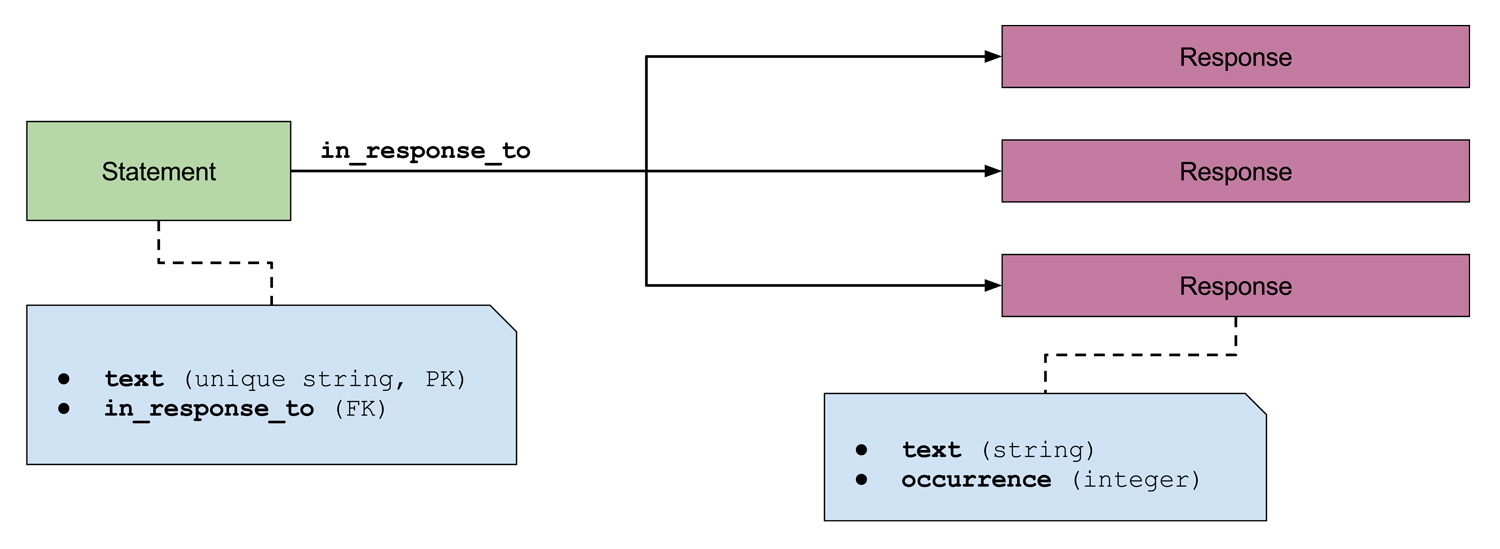 Response
in_response_to
Statement
Response
Response
● text (unique string, PK)
● in_response_to (FK)
● text (string)
● occurrence (integer)